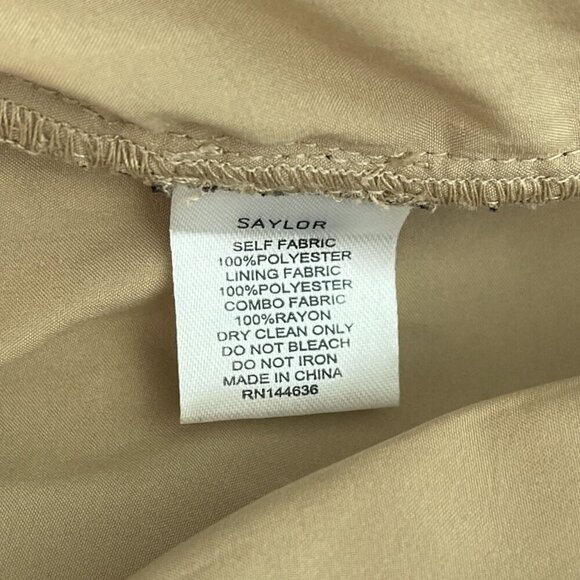 SAYLOR
SELF FABRIC
100%POLYESTER
LINING FABRIC
100%POLYESTER
COMBO FABRIC
100%RAYON
DRY CLEAN ONLY
DO NOT BLEACH
DO NOT IRON
MADE IN CHINA
RN144636